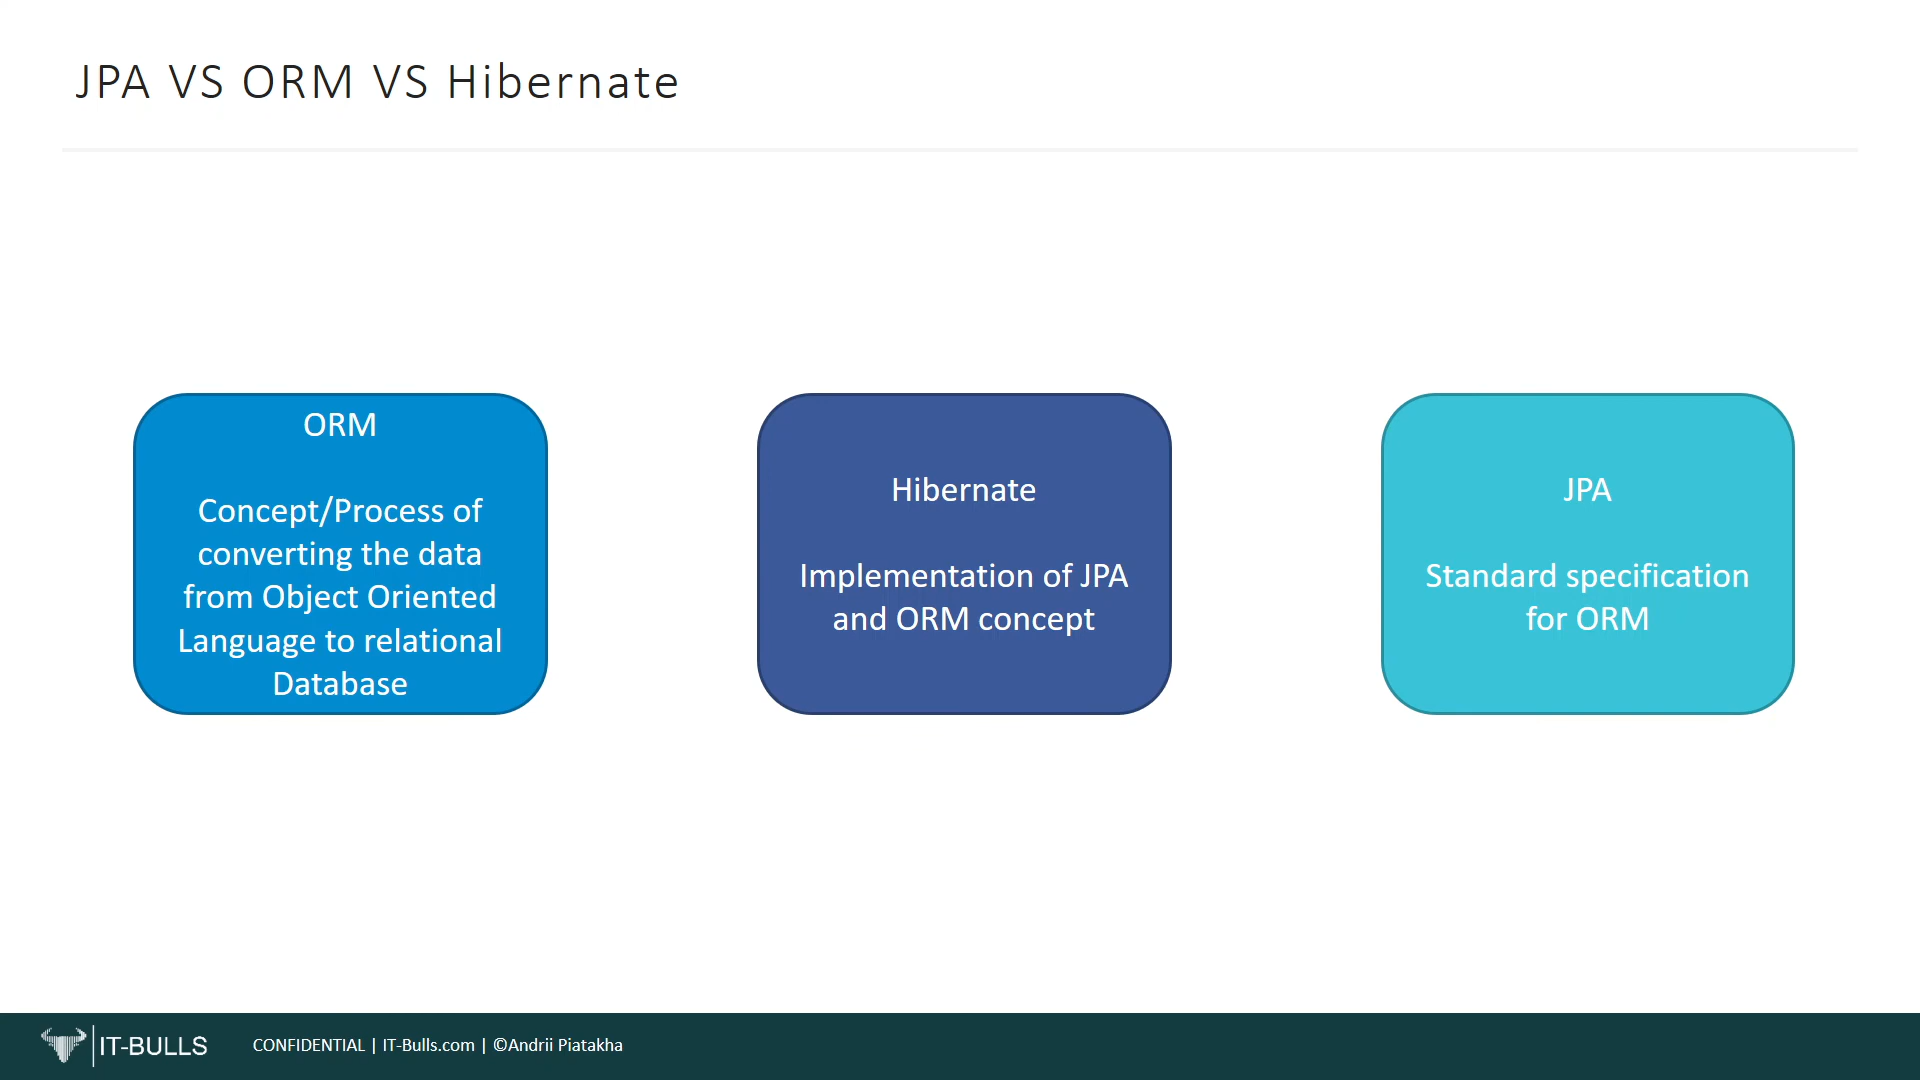 JPA VS ORM VS Hibernate
ORM
Concept/Process of
converting the data
from Object Oriented
Language to relational
Database
Hibernate
Implementation of JPA
and ORM concept
JPA
Standard specification
for ORM
IT-BULLS
CONFIDENTIAL | IT-Bulls.com | ©Andrii Piatakha